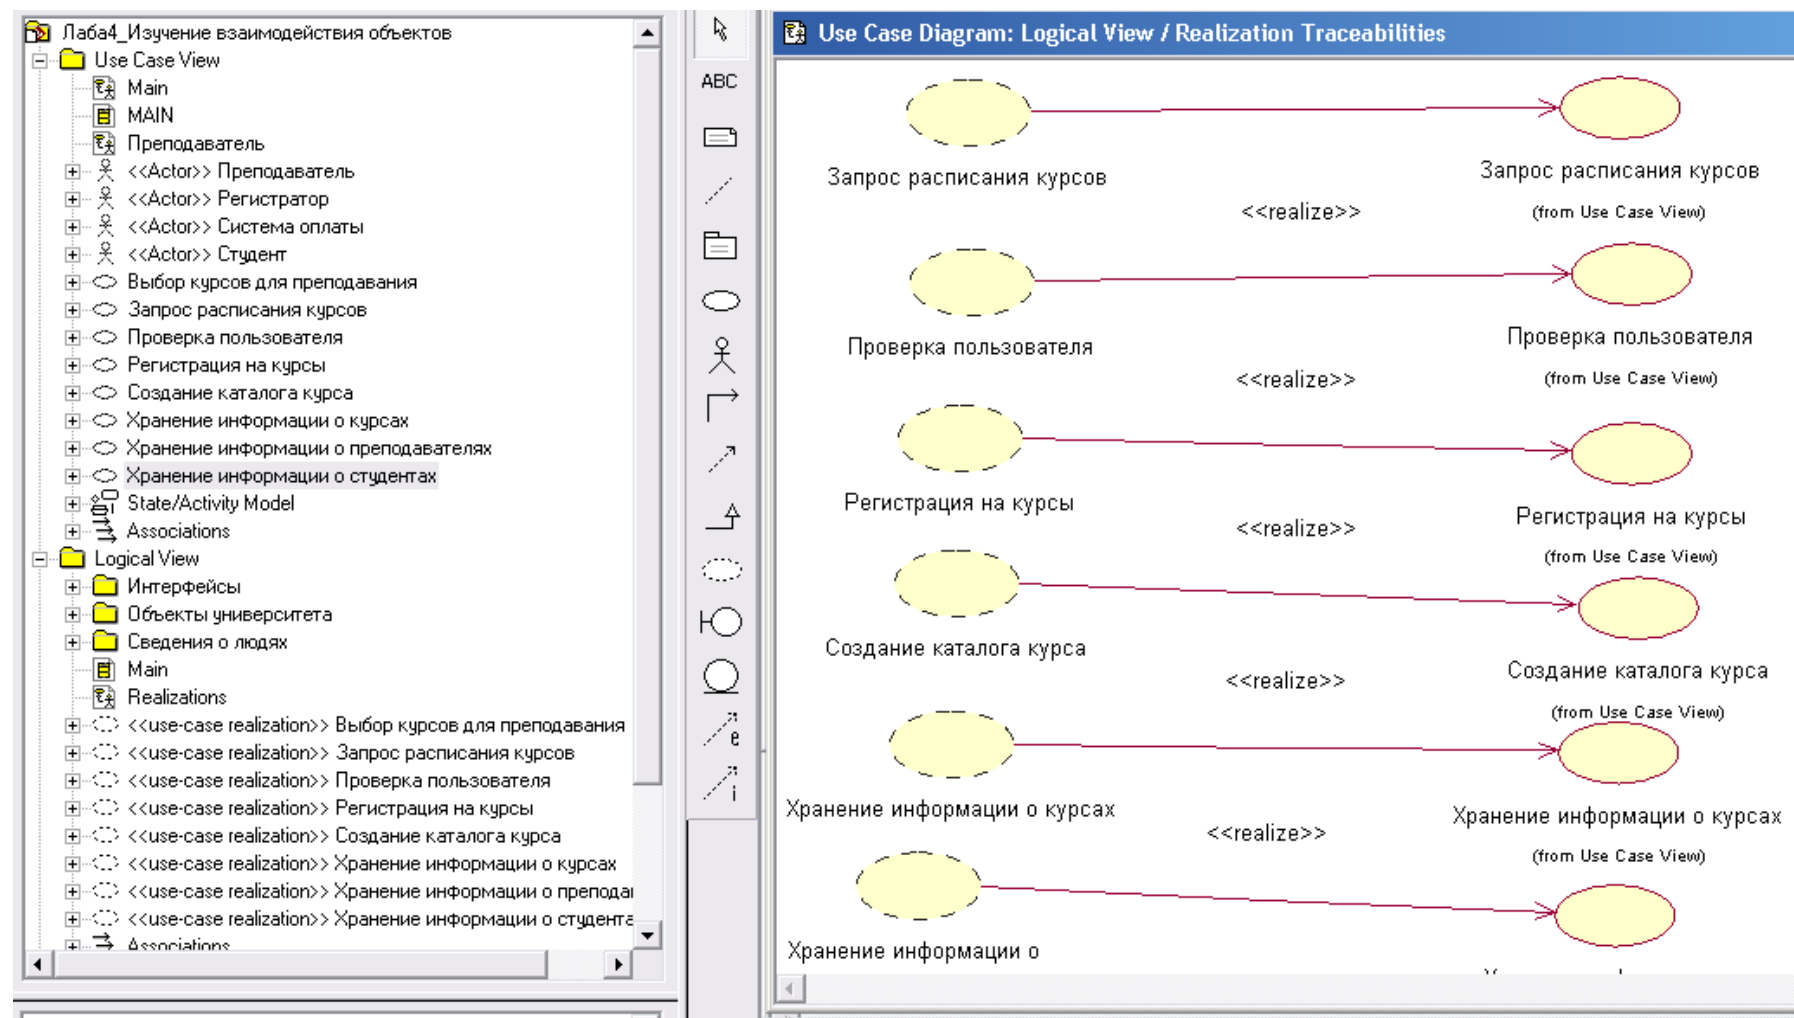 Лаба4_Изучение взаимодействия объектов
Use Case View
Main
MAIN
Преподаватель
<<Actor>> Преподаватель
<<Actor>> Регистратор
<<Actor>> Система оплаты
<<Actor>> Студент
Выбор курсов для преподавания
Запрос расписания курсов
Проверка пользователя
Регистрация на курсы
Создание каталога курса
Хранение информации о курсах
Хранение информации о преподавателях
Хранение информации о студентах
State/Activity Model
Associations
Logical View
Интерфейсы
Объекты университета
Сведения о людях
Main
Realizations
<<use-case realization>> Выбор курсов для преподавания
<<use-case realization>> Запрос расписания курсов
<<use-case realization>> Проверка пользователя
<<use-case realization>> Регистрация на курсы
<<use-case realization>> Создание каталога курса
<<use-case realization>> Хранение информации о курсах
<<use-case realization>> Хранение информации о препода
<<use-case realization>> Хранение информации о студента
Associations
ABC
e
i
Use Case Diagram: Logical View / Realization Traceabilities
Запрос расписания курсов
Запрос расписания курсов
<<realize>>
(from Use Case View)
Проверка пользователя
Проверка пользователя
<<realize>>
(from Use Case View)
Регистрация на курсы
Регистрация на курсы
<<realize>>
(from Use Case View)
Создание каталога курса
Создание каталога курса
<<realize>>
(from Use Case View)
Хранение информации о курсах
Хранение информации о курсах
<<realize>>
(from Use Case View)
Хранение информации о